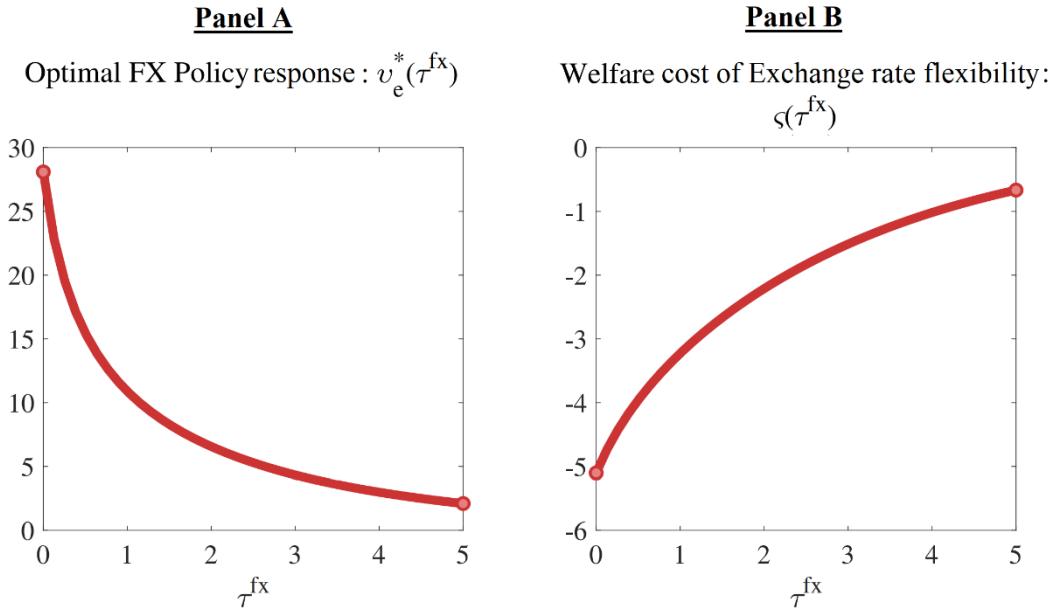 Panel A
Optimal FX Policy response : υ*e(τfx)
30
25
20
15
10
5
0
0 1 2 3 4 5
τfx
Panel B
Welfare cost of Exchange rate flexibility:
ς(τfx)
0
-1
-2
-3
-4
-5
-6
0 1 2 3 4 5
τfx